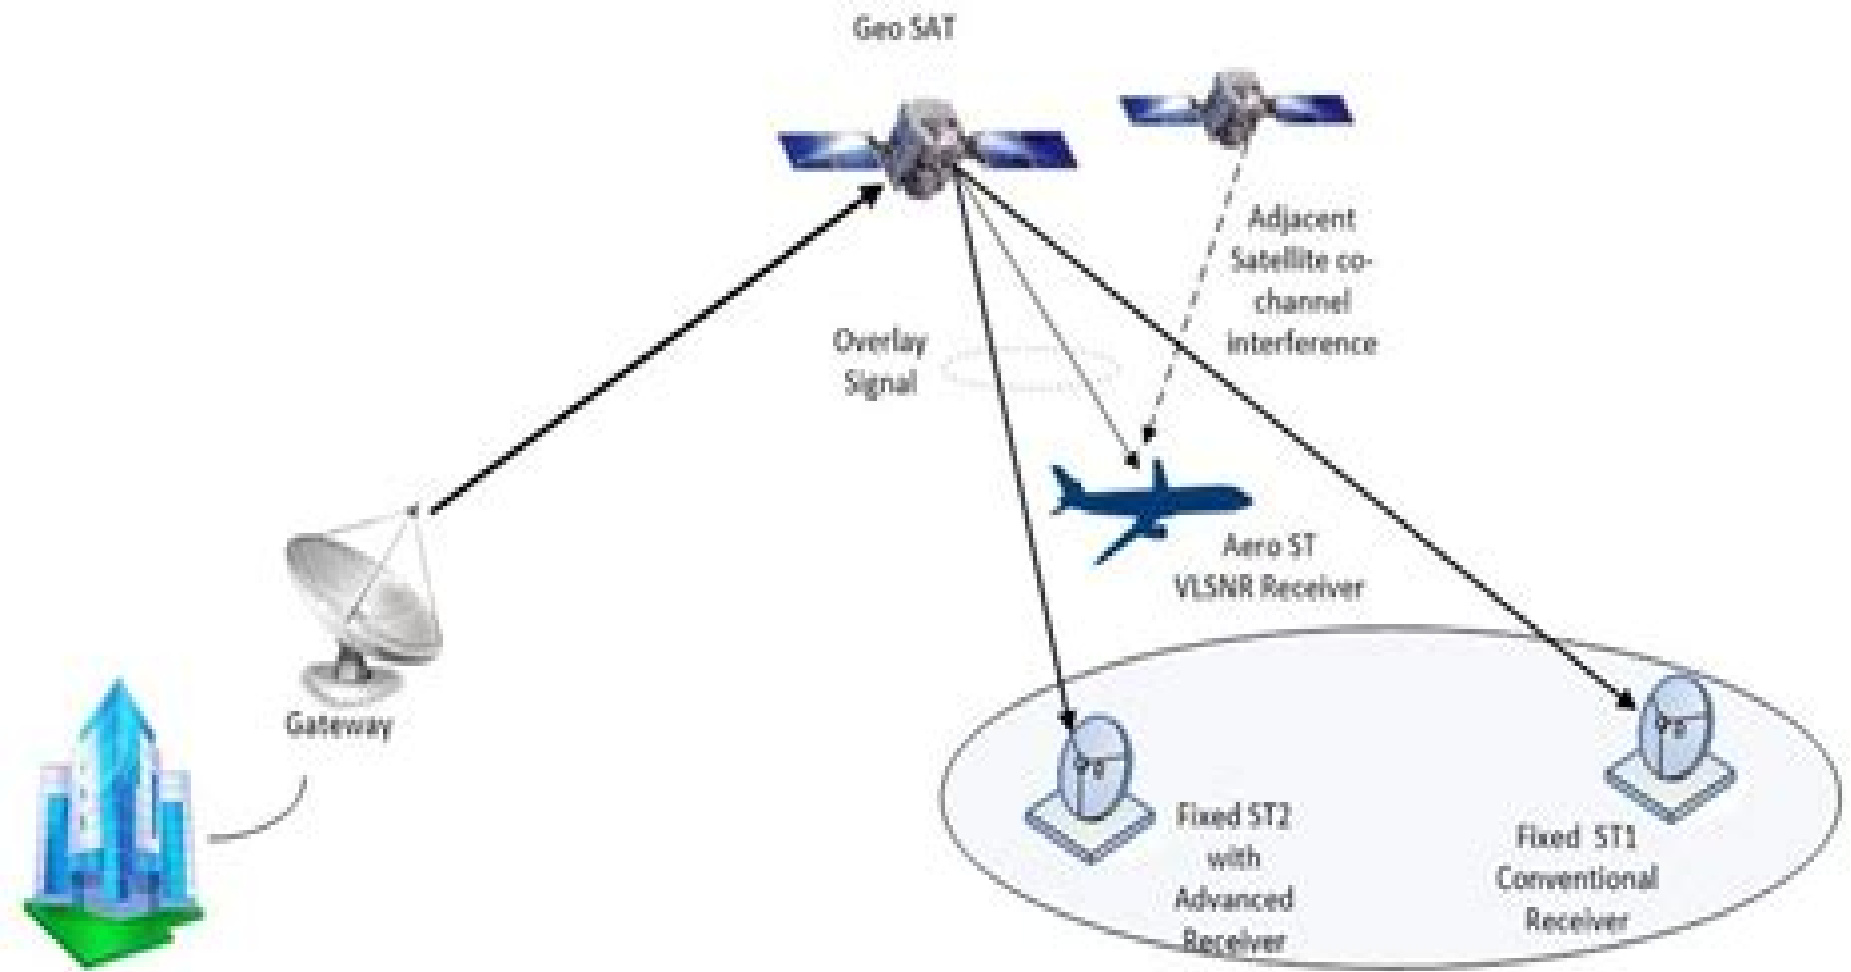 Geo SAT
Adjacent
Satellite co-
channel
interference
Overlay
Signal
Aero ST
VLSNR Receiver
Gateway
Fixed ST2
with
Advanced
Receiver
Fixed ST1
Conventional
Receiver